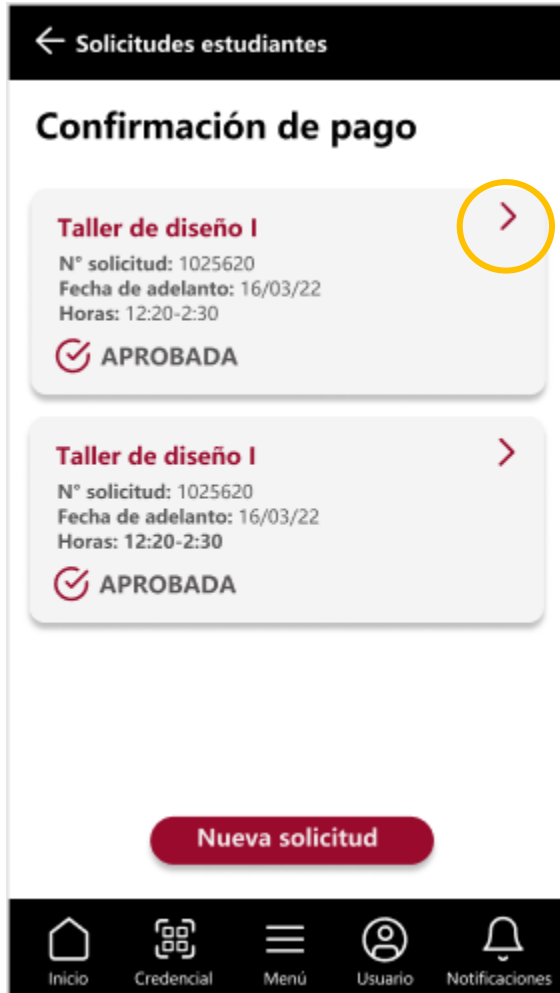 Solicitudes estudiantes
Confirmación de pago
Taller de diseño I
N° solicitud: 1025620
Fecha de adelanto: 16/03/22
Horas: 12:20-2:30
APROBADA
Taller de diseño I
N° solicitud: 1025620
Fecha de adelanto: 16/03/22
Horas: 12:20-2:30
APROBADA
Nueva solicitud
Inicio Credencial Menú Usuario Notificaciones